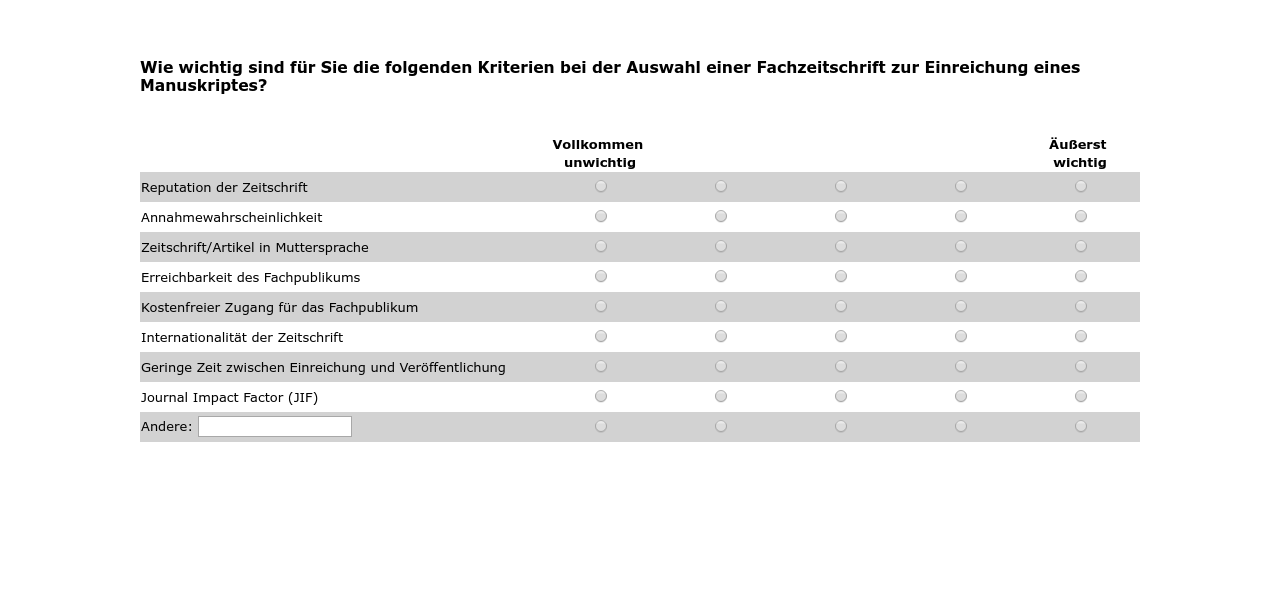 Wie wichtig sind für Sie die folgenden Kriterien bei der Auswahl einer Fachzeitschrift zur Einreichung eines
Manuskriptes?
Vollkommen unwichtig
Äußerst wichtig
Reputation der Zeitschrift
Annahmewahrscheinlichkeit
Zeitschrift/Artikel in Muttersprache
Erreichbarkeit des Fachpublikums
Kostenfreier Zugang für das Fachpublikum
Internationalität der Zeitschrift
Geringe Zeit zwischen Einreichung und Veröffentlichung
Journal Impact Factor (JIF)
Andere: